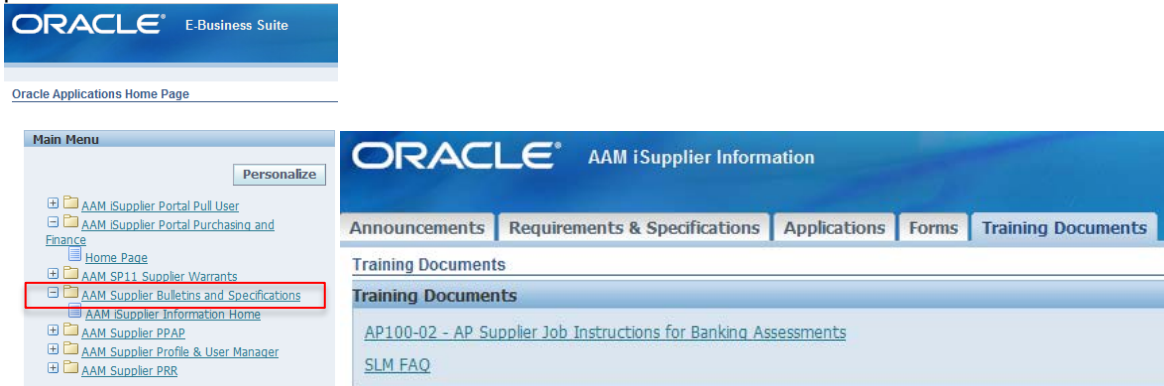 ORACLE® E-Business Suite
Oracle Applications Home Page
Main Menu
Personalize
AAM iSupplier Portal Pull User
AAM iSupplier Portal Purchasing and
Finance
Home Page
AAM SP11 Supplier Warrants
AAM Supplier Bulletins and Specifications
AAM iSupplier Information Home
AAM Supplier PPAP
AAM Supplier Profile & User Manager
AAM Supplier PRR
ORACLE® AAM iSupplier Information
Announcements Requirements & Specifications Applications Forms Training Documents
Training Documents
Training Documents
AP100-02 - AP Supplier Job Instructions for Banking Assessments
SLM FAQ